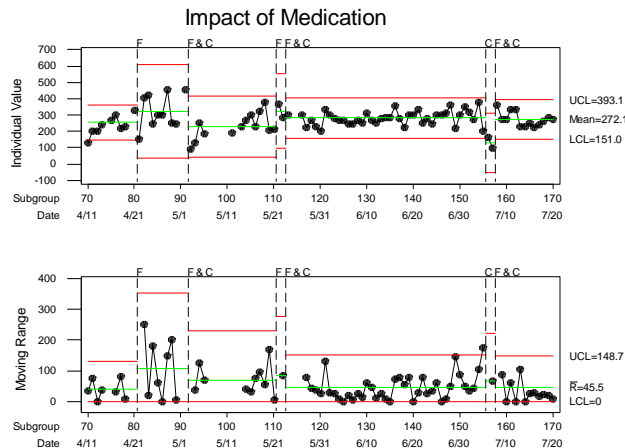 Impact of Medication
F F & C F F & C C F & C
700
600
500
400
300
200
100
0
-100
Individual Value
UCL=393.1
Mean=272.1
LCL=151.0
Subgroup 70 80 90 100 110 120 130 140 150 160 170
Date 4/11 4/21 5/1 5/11 5/21 5/31 6/10 6/20 6/30 7/10 7/20
F F & C F F & C C F & C
400
300
200
100
0
Moving Range
UCL=148.7
R̅=45.5
LCL=0
Subgroup 70 80 90 100 110 120 130 140 150 160 170
Date 4/11 4/21 5/1 5/11 5/21 5/31 6/10 6/20 6/30 7/10 7/20